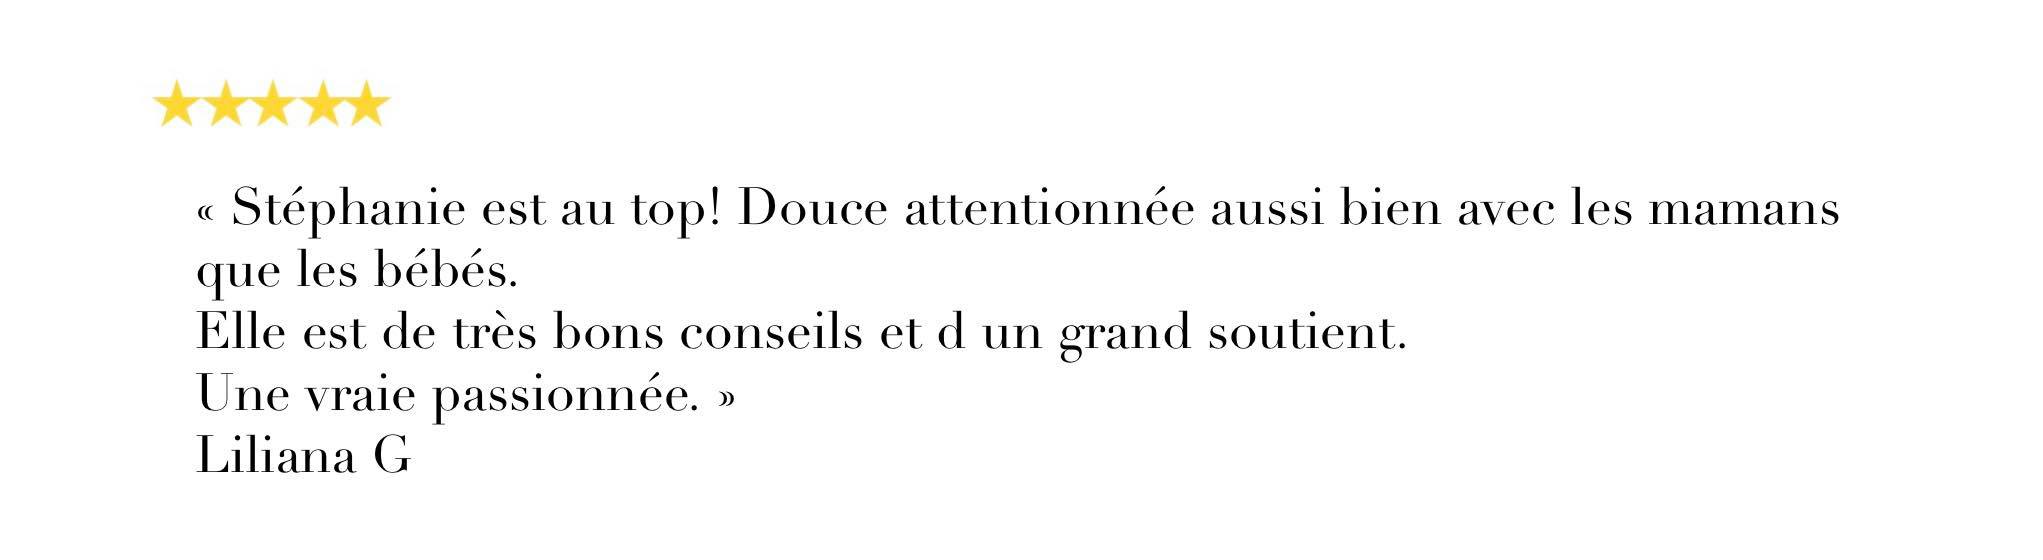 « Stéphanie est au top! Douce attentionnée aussi bien avec les mamans
que les bébés.
Elle est de très bons conseils et d un grand soutient.
Une vraie passionnée. »
Liliana G